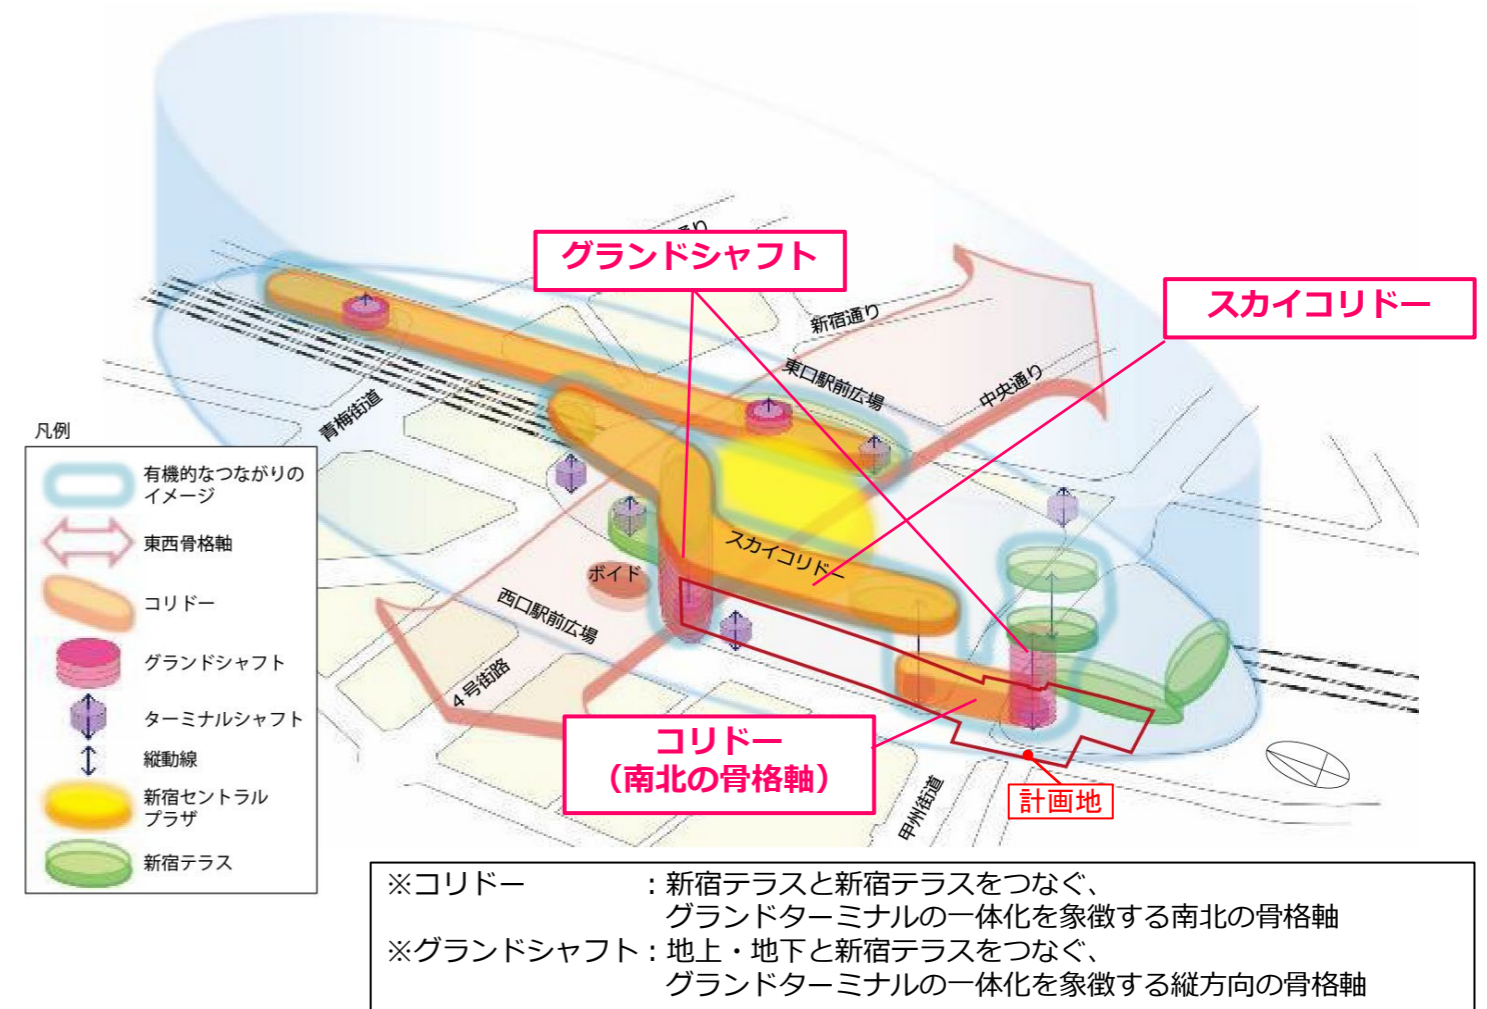 り
グランドシャフト
スカイコリドー
新宿通り
東口駅前広場
中央通り
青梅街道
凡例
有機的なつながりの
イメージ
東西骨格軸
コリドー
グランドシャフト
ターミナルシャフト
縦動線
新宿セントラル
プラザ
新宿テラス
スカイコリドー
ボイド
西口駅前広場
4号街路
コリドー
（南北の骨格軸）
計画地
甲州街道
※コリドー　　　　　：新宿テラスと新宿テラスをつなぐ、
グランドターミナルの一体化を象徴する南北の骨格軸
※グランドシャフト：地上・地下と新宿テラスをつなぐ、
グランドターミナルの一体化を象徴する縦方向の骨格軸